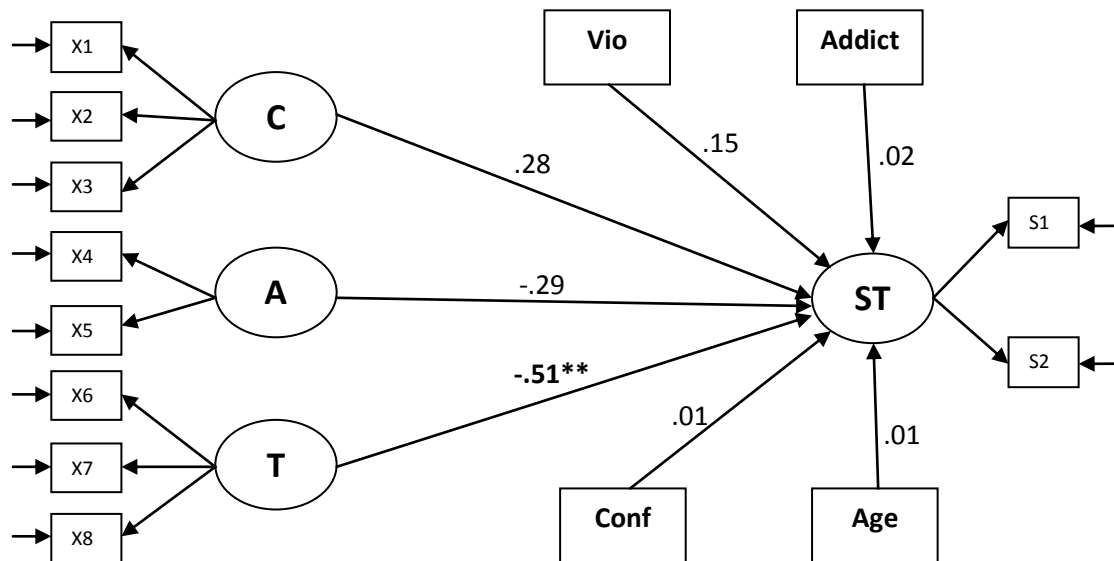 X1
X2
X3
X4
X5
X6
X7
X8
C
A
T
Vio
Addict
.28
.15
.02
-.29
-.51**
.01
.01
ST
S1
S2
Conf
Age